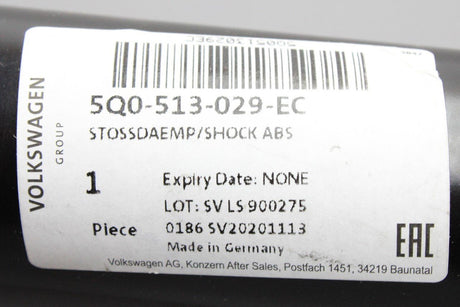 VOLKSWAGEN
GROUP
5Q0-513-029-EC
STOSSDAEMP/SHOCK ABS
1
Piece
Expiry Date: NONE
LOT: SV LS 900275
0186 SV20201113
Made in Germany
EAC
Volkswagen AG, Konzern After Sales, Postfach 1451, 34219 Baunatal